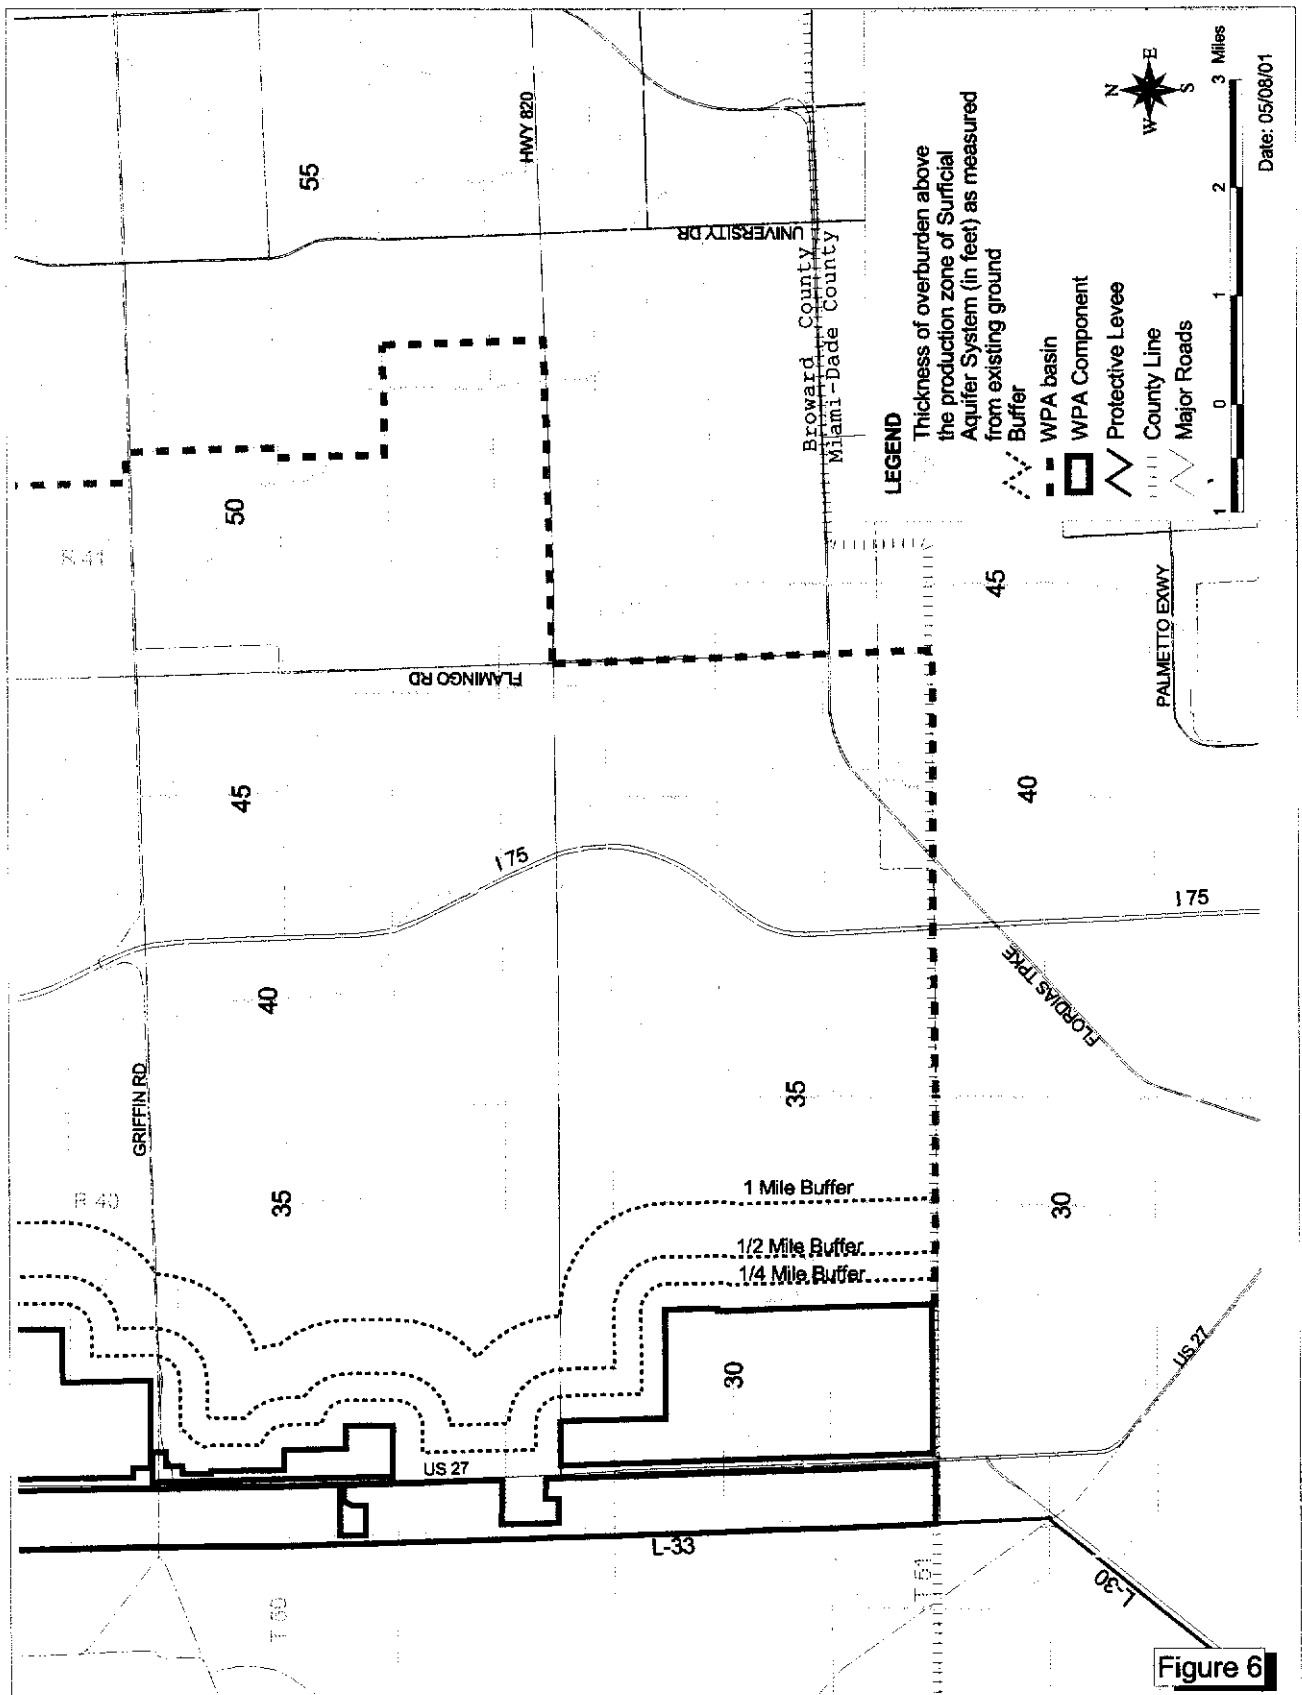 55
HWY 820
UNIVERSITY DR
Broward County
Miami-Dade County
50
R 41
FLAMINGO RD
45
I 75
40
GRIFFIN RD
R 40
35
35
1 Mile Buffer
1/2 Mile Buffer
1/4 Mile Buffer
30
US 27
L-33
T 50
T 51
L-30
US 27
30
FLORDIAS TPKE
I 75
40
PALMETTO EXWY
45
LEGEND
Thickness of overburden above
the production zone of Surficial
Aquifer System (in feet) as measured
from existing ground
Buffer
WPA basin
WPA Component
Protective Levee
County Line
Major Roads
N
E
S
W
1 0 1 2 3 Miles
Date: 05/08/01
Figure 6